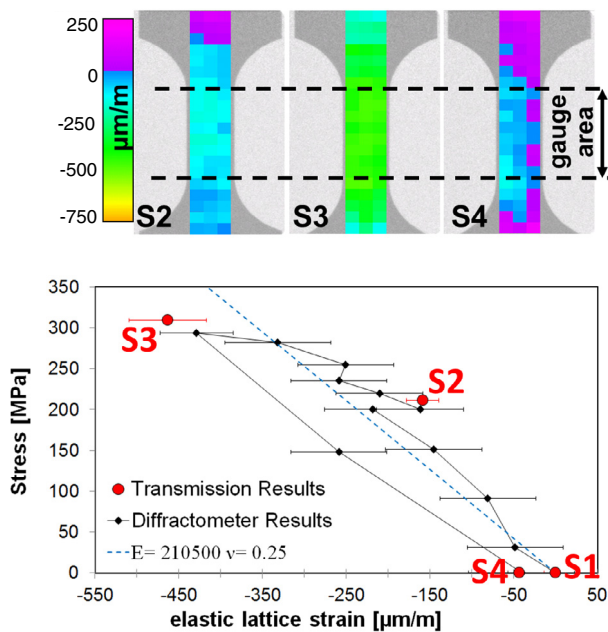 250
0
-250
-500
-750
µm/m
S2
S3
S4
gauge
area
350
300
250
200
150
100
50
0
Stress [MPa]
S3
S2
S4
S1
Transmission Results
Diffractometer Results
E= 210500 ν= 0.25
-550
-450
-350
-250
-150
-50
50
elastic lattice strain [µm/m]